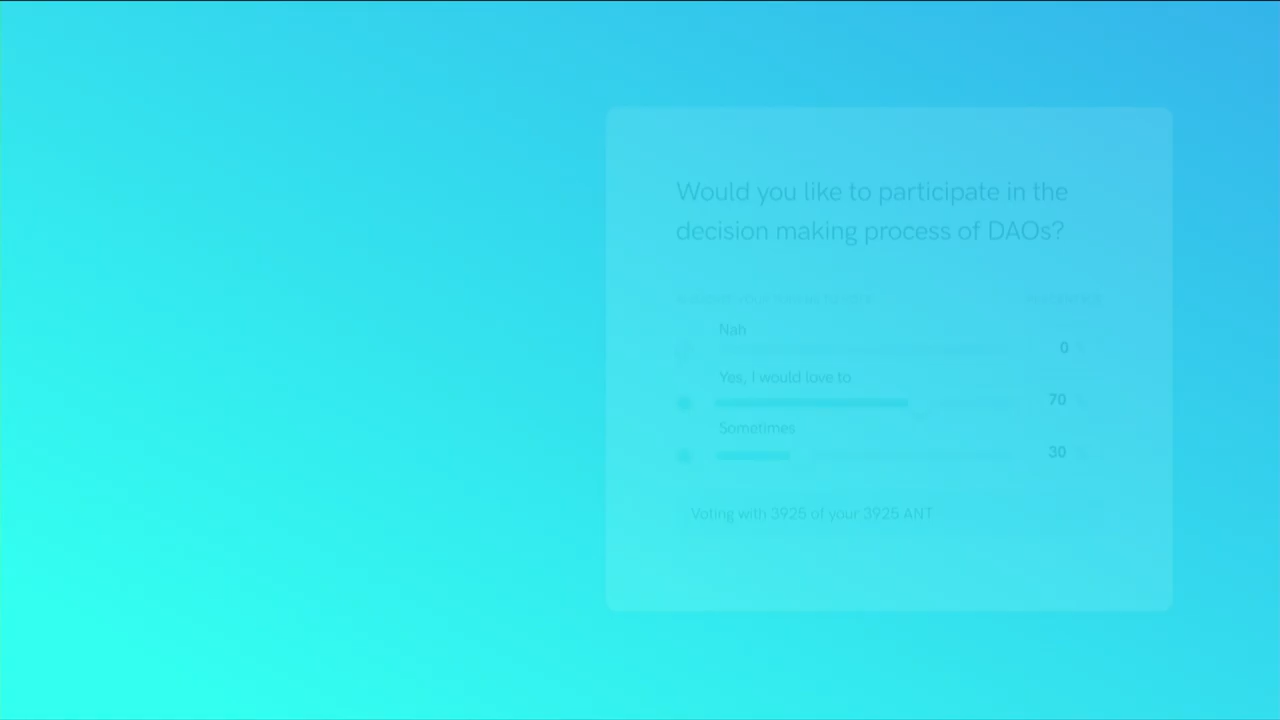 Would you like to participate in the
decision making process of DAOs?
Nah
0
Yes, I would love to
70
Sometimes
30
Voting with 3925 of your 3925 ANT